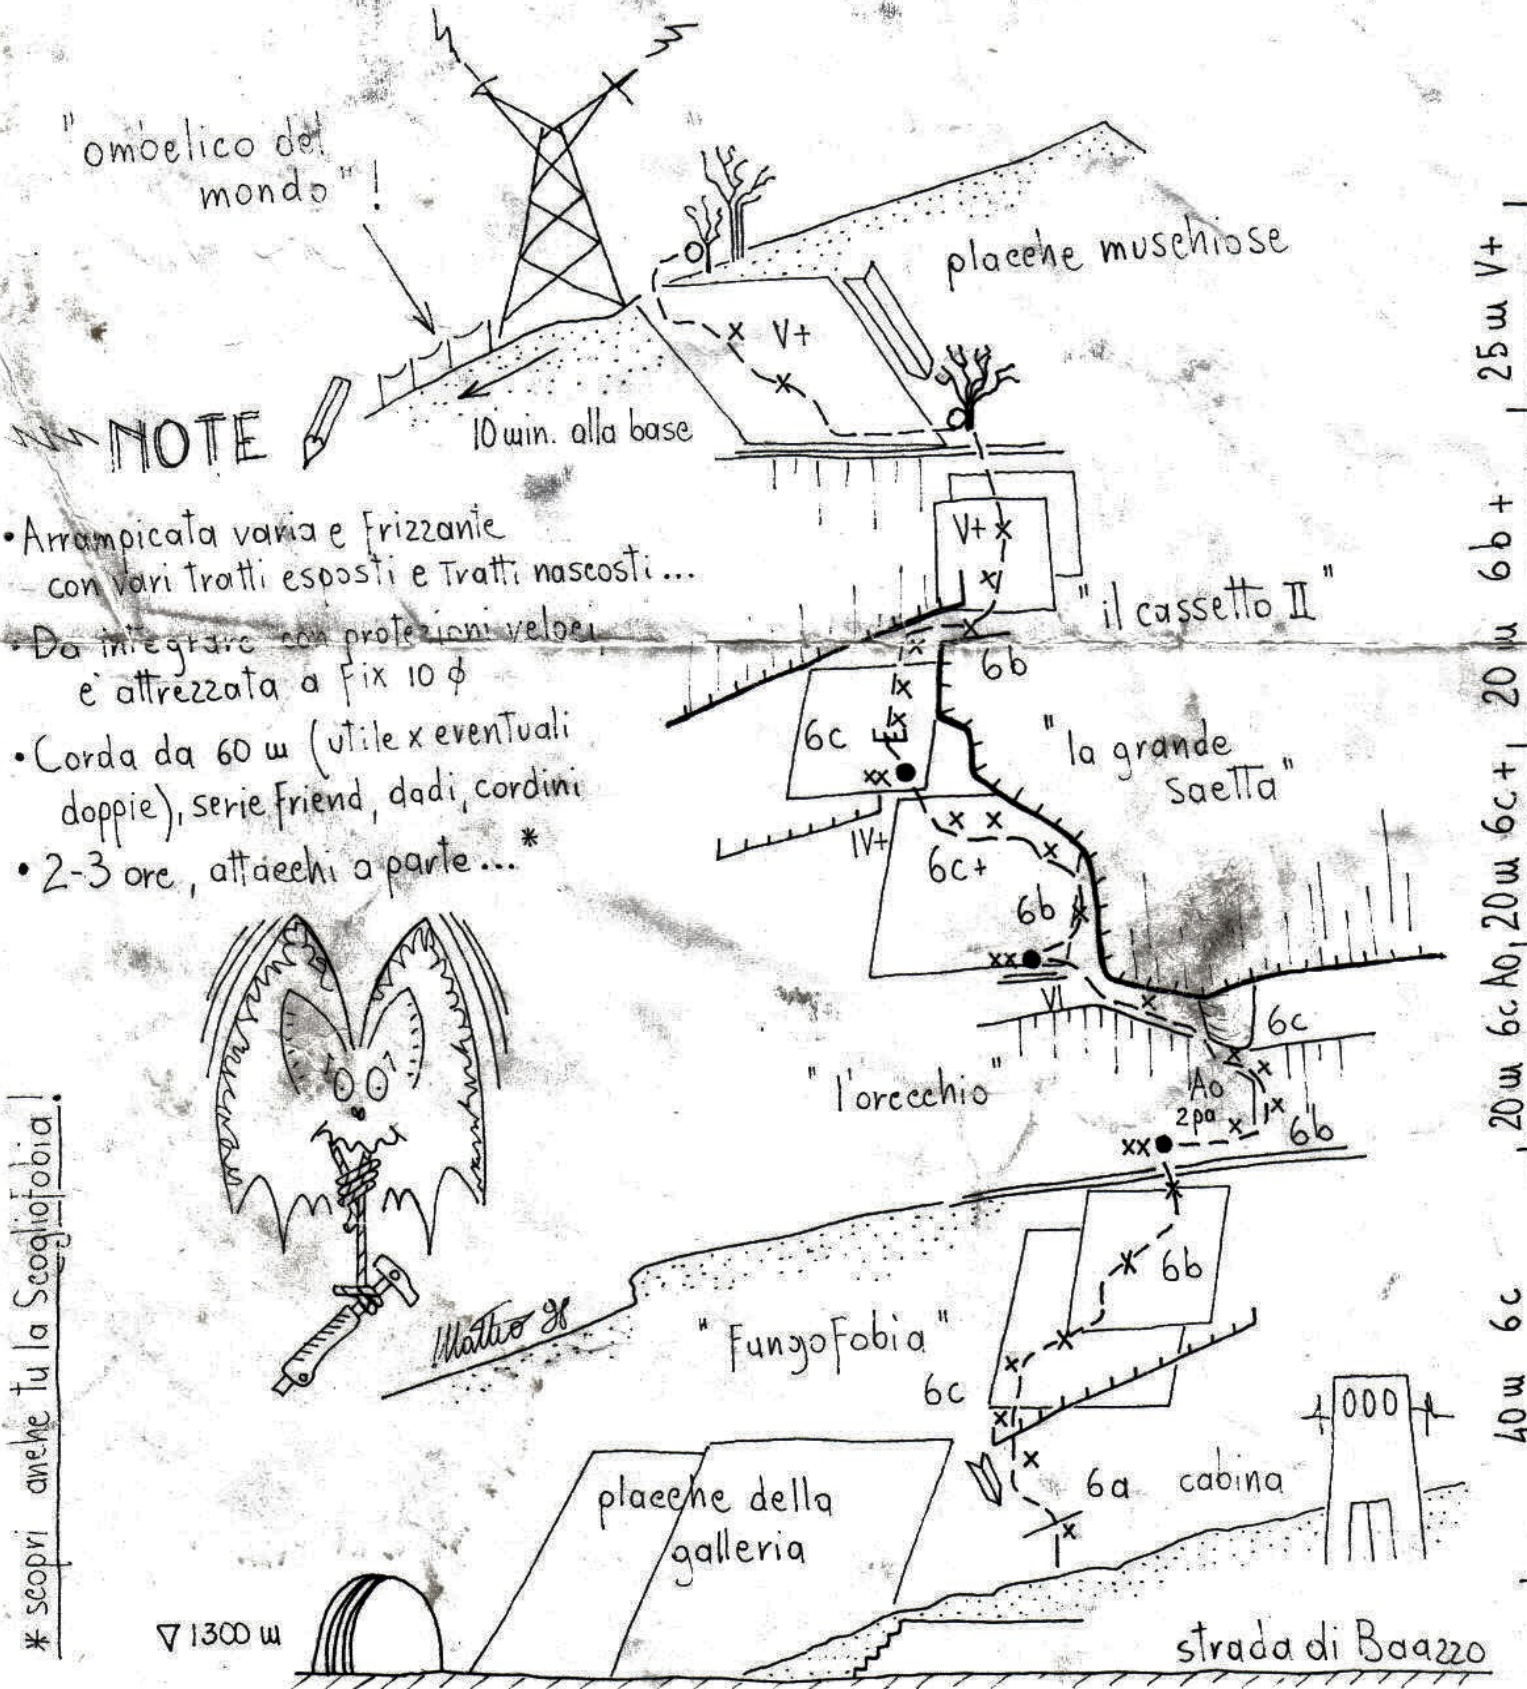 "ombelico del
mondo"!
placche muschiose
V+
10 min. alla base
NOTE
• Arrampicata varia e frizzante
con vari tratti esposti e tratti nascosti...
• Da integrare con protezioni veloci
e' attrezzata a fix 10 ϕ
• Corda da 60 m (utile x eventuali
doppie), serie friend, dadi, cordini
• 2-3 ore, attacchi a parte...*
V+
"il cassetto II"
6b
6c
xx
"la grande
saetta"
IV+
6c+
6b
xx
VI
6c
"l'orecchio"
A0
2pa
6b
xx
6b
"Fungofobia"
6c
Matteo
6a
cabina
placche della
galleria
∇ 1300 m
strada di Baazzo
* scopri anche tu la Scogliofobia!
40 m 6c
20 m 6c A0, 20 m 6c+, 20 m 6b+
25 m V+